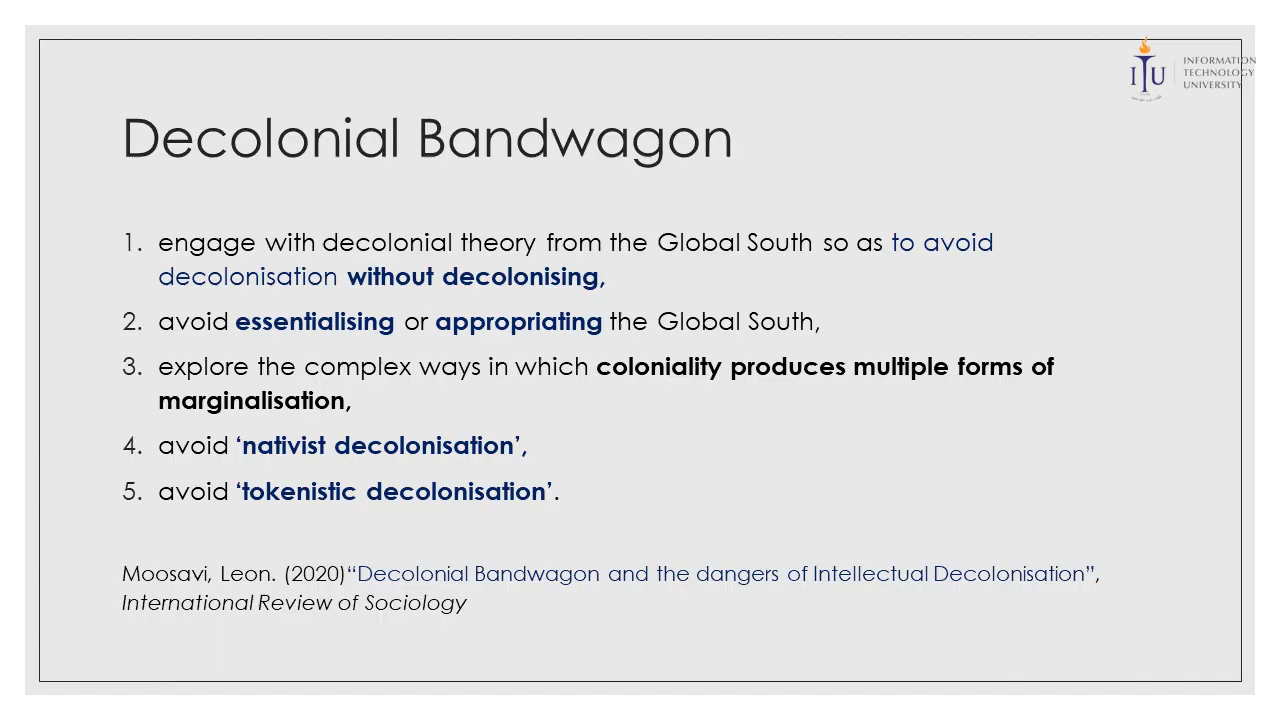 INFORMATION
TECHNOLOGY
UNIVERSITY
ITU
Decolonial Bandwagon
1. engage with decolonial theory from the Global South so as to avoid
decolonisation without decolonising,
2. avoid essentialising or appropriating the Global South,
3. explore the complex ways in which coloniality produces multiple forms of
marginalisation,
4. avoid ‘nativist decolonisation’,
5. avoid ‘tokenistic decolonisation’.
Moosavi, Leon. (2020)“Decolonial Bandwagon and the dangers of Intellectual Decolonisation”,
International Review of Sociology